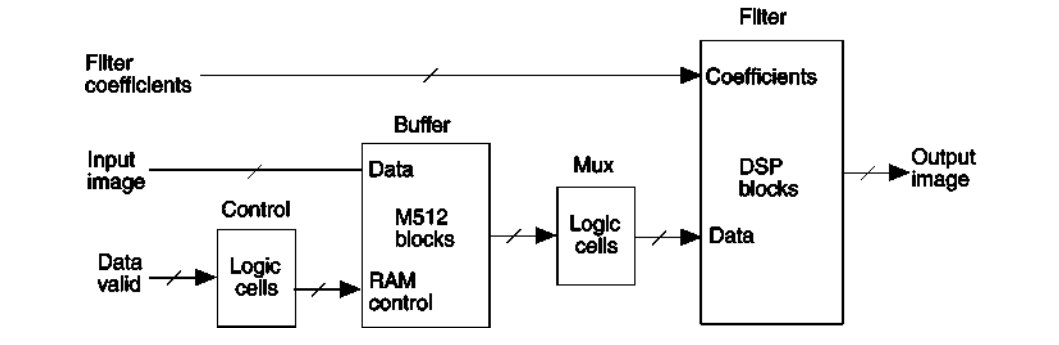 Filter
Filter
coefficients
Coefficients
Buffer
Input
image
Data
Mux
DSP
blocks
Output
image
Control
M512
blocks
Logic
cells
Data
Data
valid
Logic
cells
RAM
control